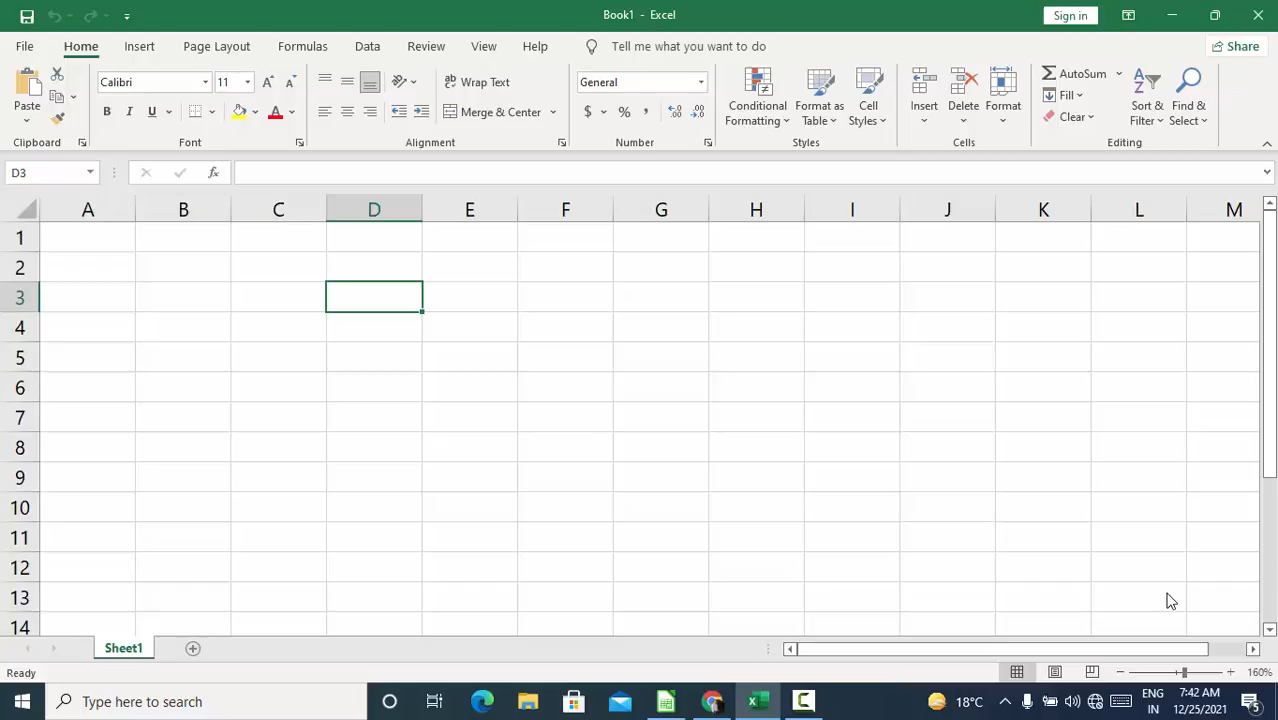 Book1 - Excel
Sign in
File Home Insert Page Layout Formulas Data Review View Help Tell me what you want to do Share
Calibri 11 Wrap Text General AutoSum
Fill
Paste B I U Merge & Center $ % , Conditional Formatting Format as Table Cell Styles Insert Delete Format Clear Sort & Filter Find & Select
Clipboard Font Alignment Number Styles Cells Editing
D3 fx
A B C D E F G H I J K L M
1
2
3
4
5
6
7
8
9
10
11
12
13
14
Sheet1
Ready 160%
Type here to search 18°C ENG 7:42 AM
IN 12/25/2021 5